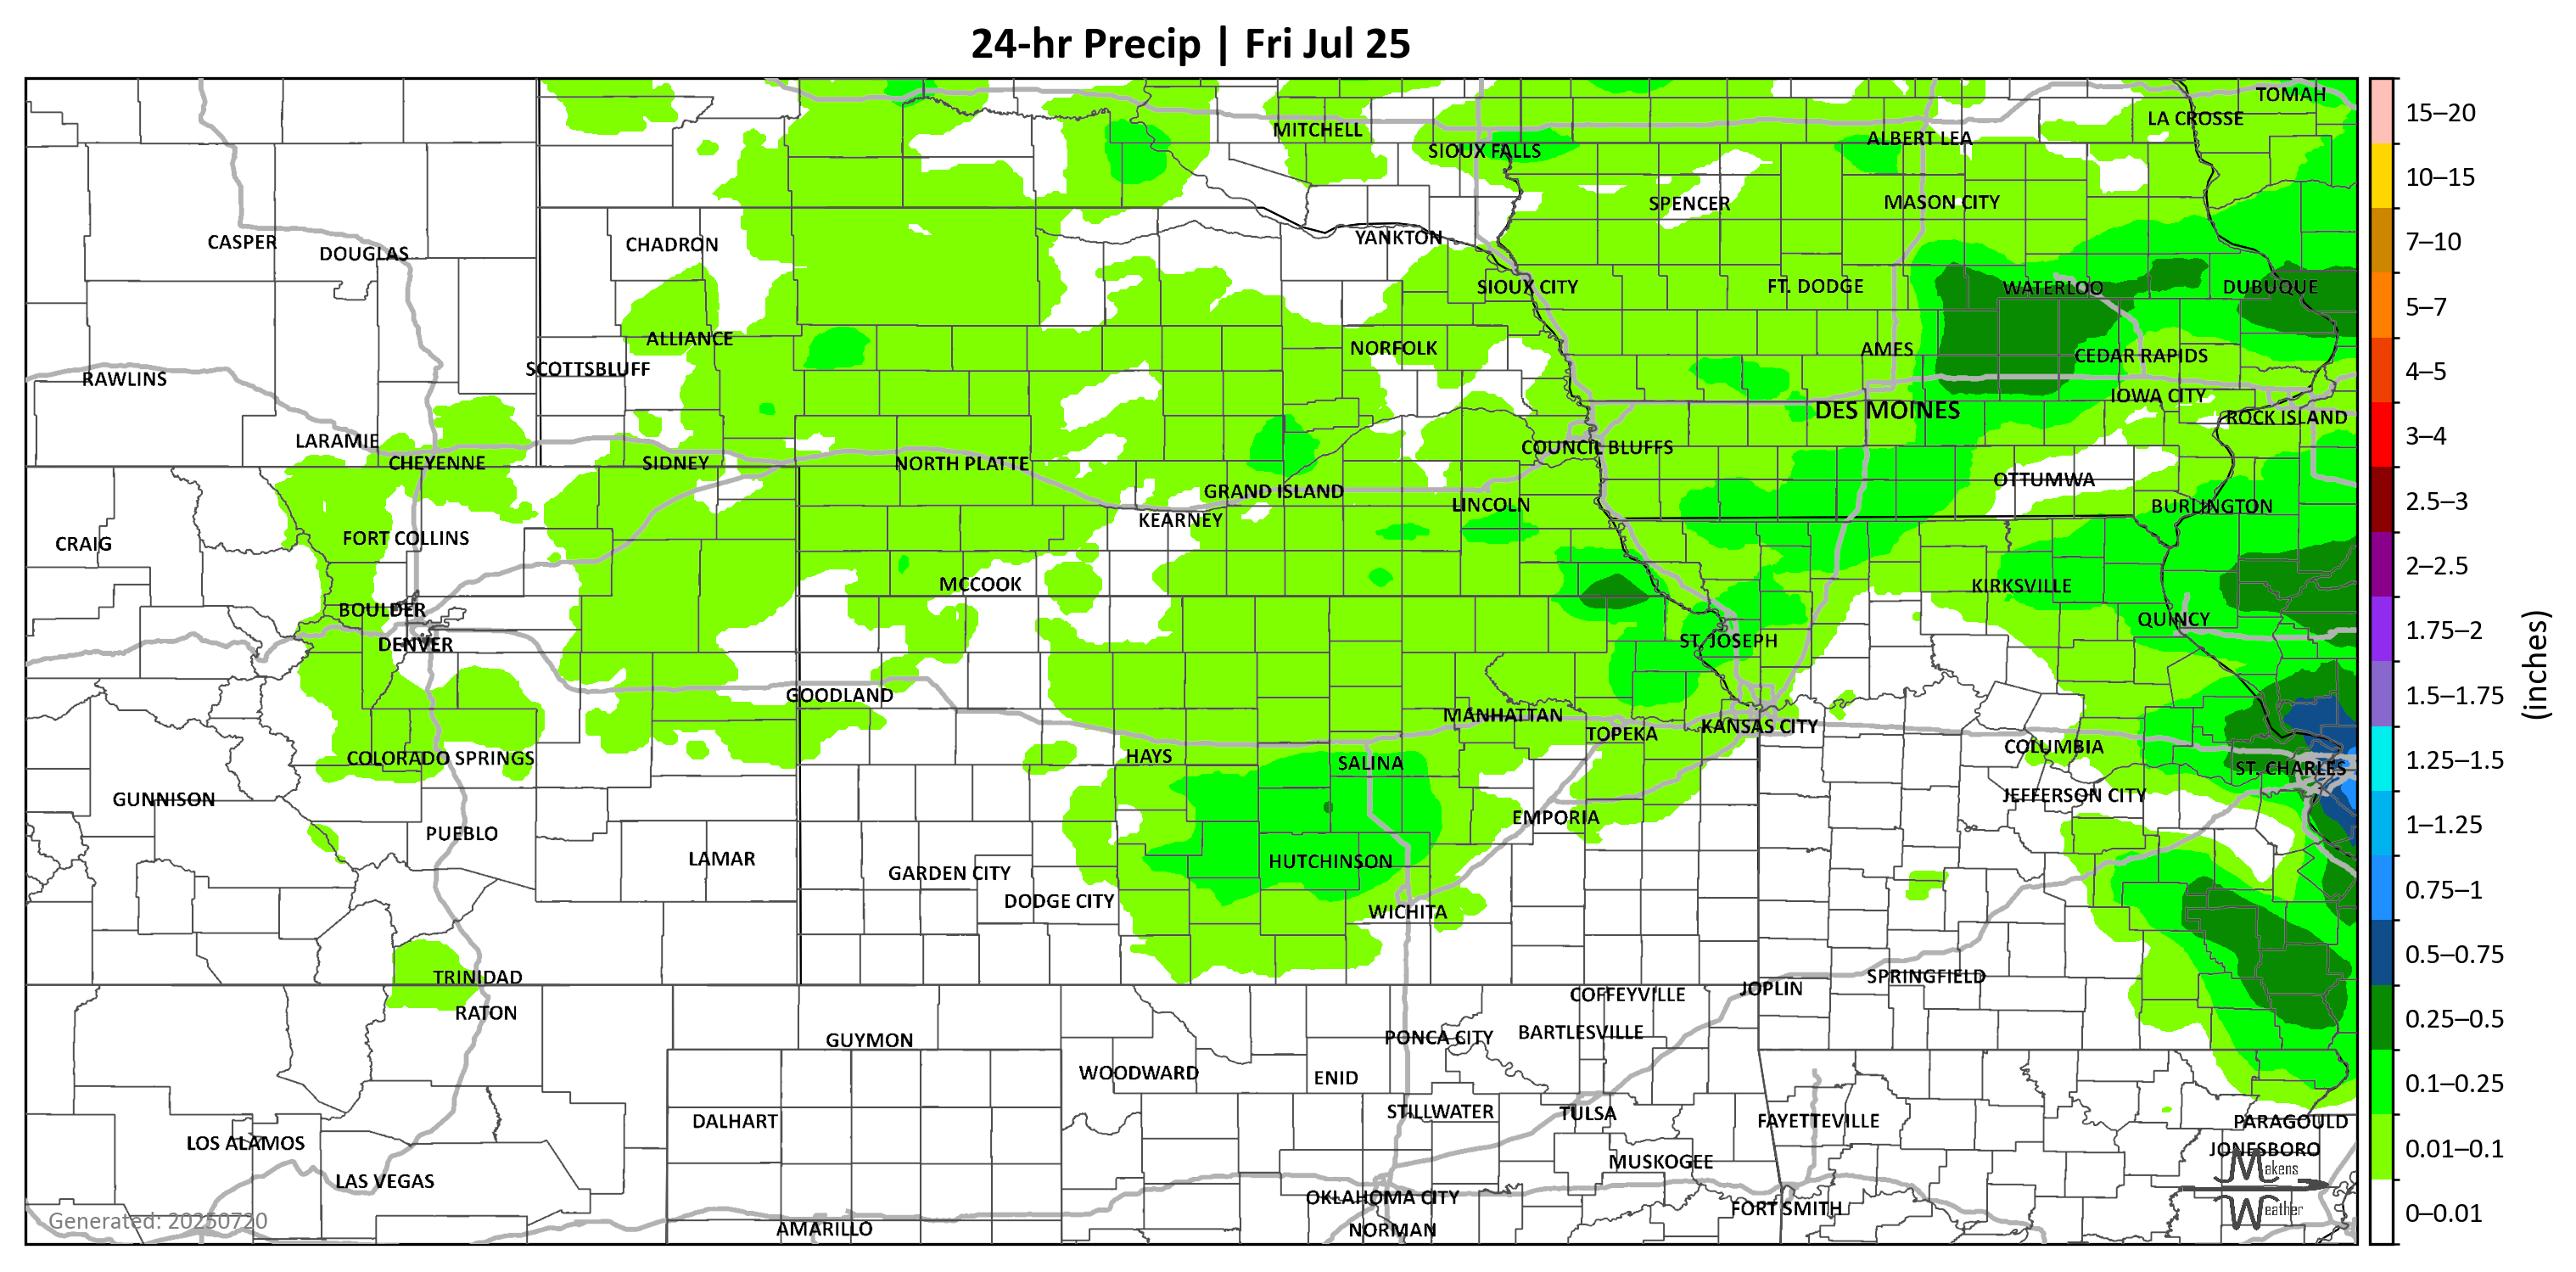 24-hr Precip | Fri Jul 25
TOMAH
LA CROSSE
MITCHELL
ALBERT LEA
SIOUX FALLS
SPENCER
MASON CITY
YANKTON
CASPER
CHADRON
DOUGLAS
SIOUX CITY
FT. DODGE
WATERLOO
DUBUQUE
ALLIANCE
NORFOLK
AMES
CEDAR RAPIDS
SCOTTSBLUFF
RAWLINS
IOWA CITY
DES MOINES
ROCK ISLAND
LARAMIE
COUNCIL BLUFFS
CHEYENNE
SIDNEY
NORTH PLATTE
OTTUMWA
GRAND ISLAND
LINCOLN
BURLINGTON
KEARNEY
FORT COLLINS
CRAIG
MCCOOK
KIRKSVILLE
BOULDER
QUINCY
DENVER
ST. JOSEPH
GOODLAND
MANHATTAN
KANSAS CITY
TOPEKA
COLUMBIA
HAYS
COLORADO SPRINGS
SALINA
ST. CHARLES
GUNNISON
JEFFERSON CITY
EMPORIA
PUEBLO
LAMAR
HUTCHINSON
GARDEN CITY
DODGE CITY
WICHITA
TRINIDAD
SPRINGFIELD
JOPLIN
COFFEYVILLE
RATON
BARTLESVILLE
PONCA CITY
GUYMON
WOODWARD
ENID
STILLWATER
TULSA
DALHART
FAYETTEVILLE
PARAGOULD
LOS ALAMOS
JONESBORO
MUSKOGEE
LAS VEGAS
OKLAHOMA CITY
FORT SMITH
AMARILLO
NORMAN
Generated: 20250720
Makens
Weather
15–20
10–15
7–10
5–7
4–5
3–4
2.5–3
2–2.5
1.75–2
1.5–1.75
1.25–1.5
1–1.25
0.75–1
0.5–0.75
0.25–0.5
0.1–0.25
0.01–0.1
0–0.01
(inches)